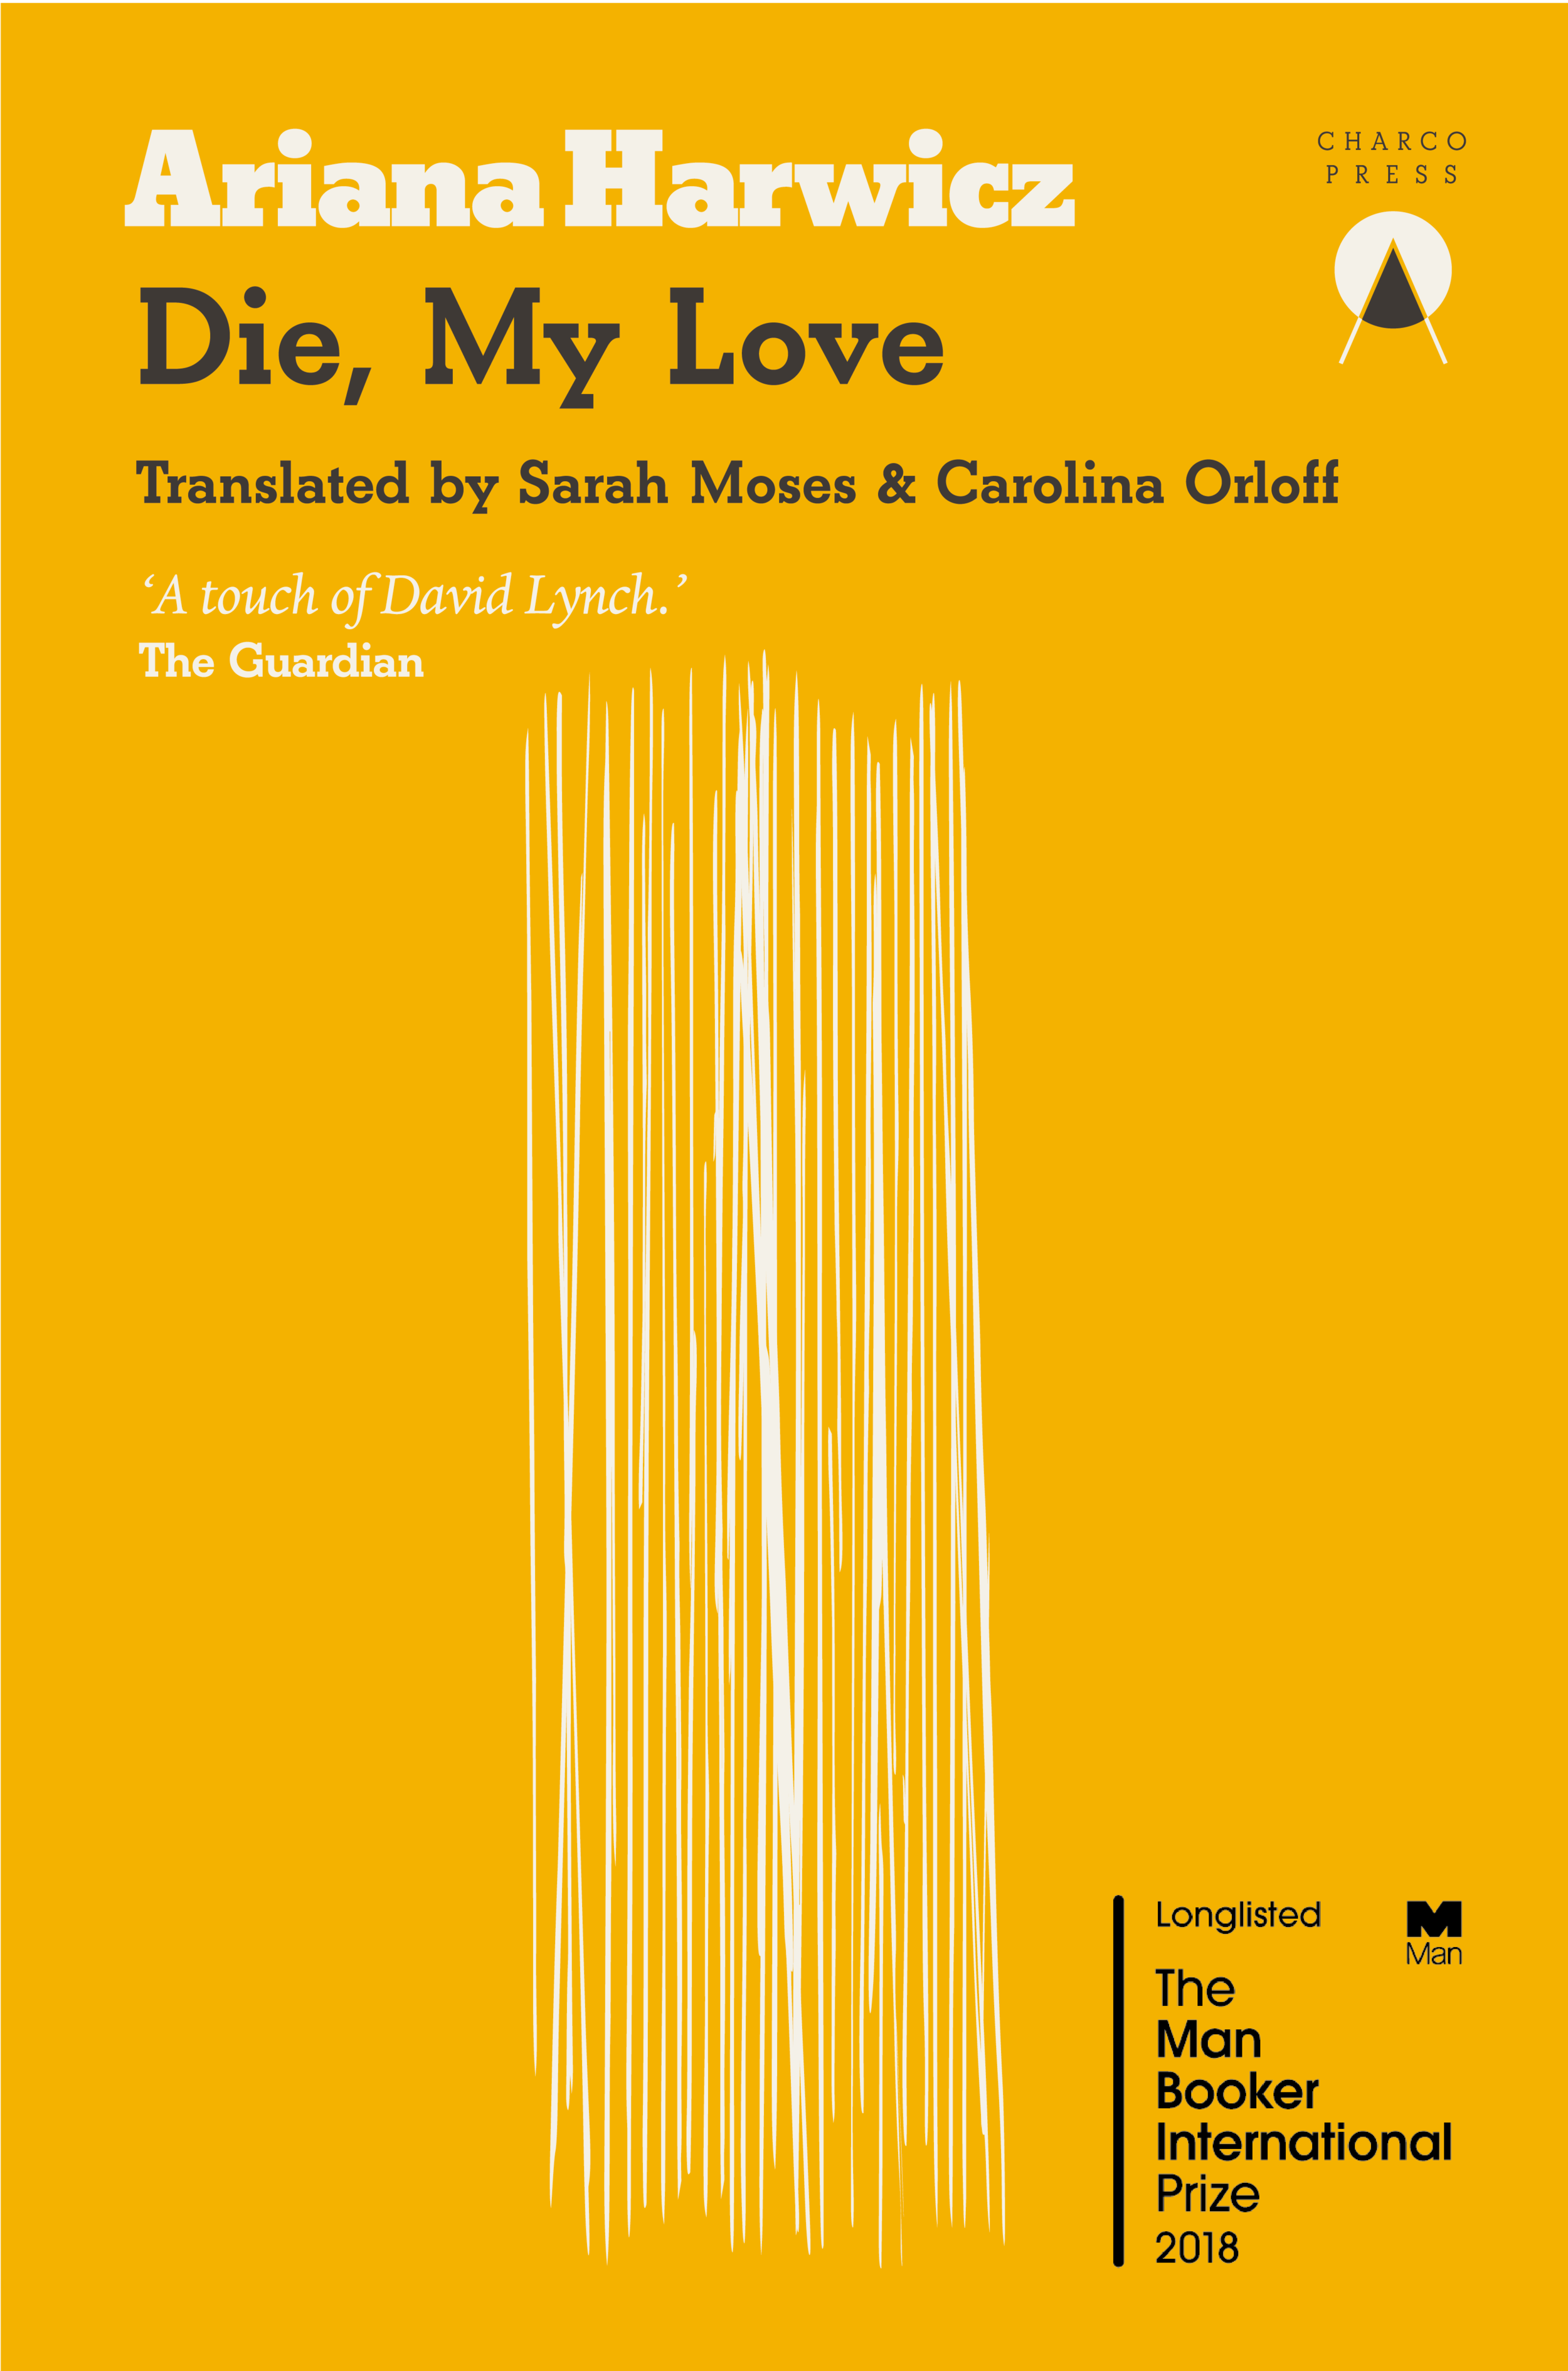 Ariana Harwicz
CHARCO
PRESS
Die, My Love
Translated by Sarah Moses & Carolina Orloff
‘A touch of David Lynch.’
The Guardian
Longlisted
Man
The
Man
Booker
International
Prize
2018